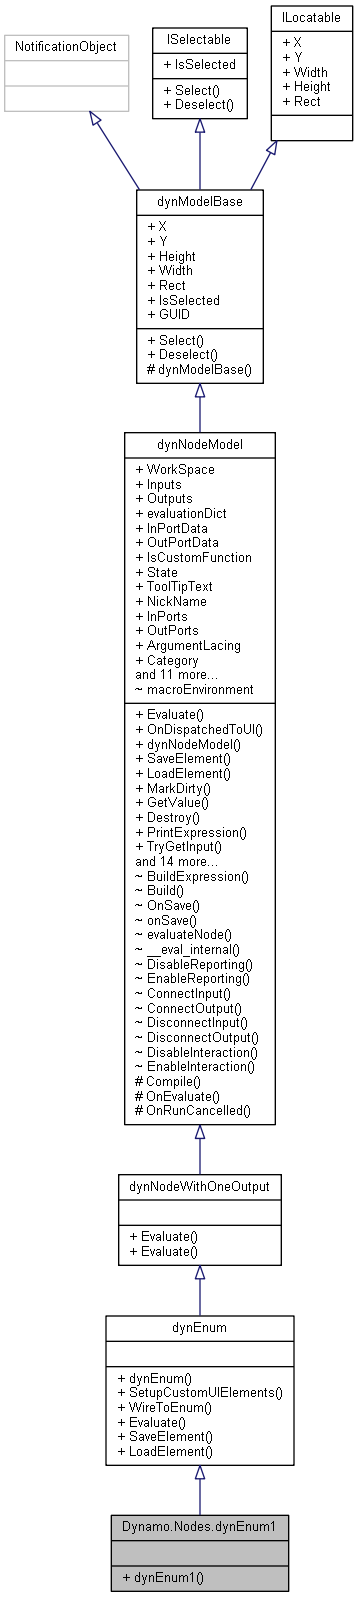 NotificationObject
ISelectable
+ IsSelected
+ Select()
+ Deselect()
ILocatable
+ X
+ Y
+ Width
+ Height
+ Rect
dynModelBase
+ X
+ Y
+ Height
+ Width
+ Rect
+ IsSelected
+ GUID
+ Select()
+ Deselect()
# dynModelBase()
dynNodeModel
+ WorkSpace
+ Inputs
+ Outputs
+ evaluationDict
+ InPortData
+ OutPortData
+ IsCustomFunction
+ State
+ ToolTipText
+ NickName
+ InPorts
+ OutPorts
+ ArgumentLacing
+ Category
and 11 more...
~ macroEnvironment
+ Evaluate()
+ OnDispatchedToUI()
+ dynNodeModel()
+ SaveElement()
+ LoadElement()
+ MarkDirty()
+ GetValue()
+ Destroy()
+ PrintExpression()
+ TryGetInput()
and 14 more...
~ BuildExpression()
~ Build()
~ OnSave()
~ onSave()
~ evaluateNode()
~ __eval_internal()
~ DisableReporting()
~ EnableReporting()
~ ConnectInput()
~ ConnectOutput()
~ DisconnectInput()
~ DisconnectOutput()
~ DisableInteraction()
~ EnableInteraction()
# Compile()
# OnEvaluate()
# OnRunCancelled()
dynNodeWithOneOutput
+ Evaluate()
+ Evaluate()
dynEnum
+ dynEnum()
+ SetupCustomUIElements()
+ WireToEnum()
+ Evaluate()
+ SaveElement()
+ LoadElement()
Dynamo.Nodes.dynEnum1
+ dynEnum1()